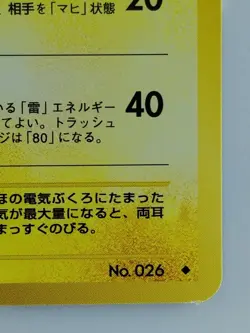 、相手を「マヒ」状態 20
いる「雷」エネルギー
てよい。トラッシュ 40
ジは「80」になる。
ほの電気ぶくろにたまった
気が最大量になると、両耳
まっすぐのびる。
No. 026 ◆